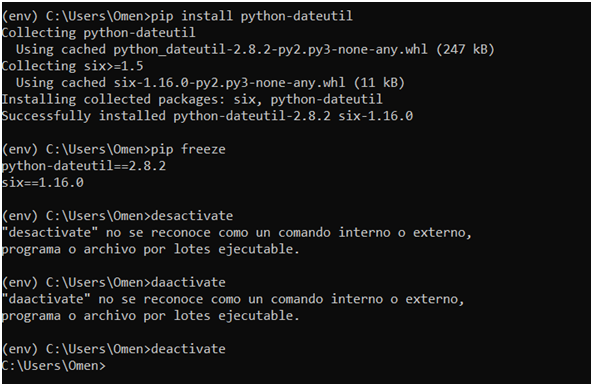 (env) C:\Users\Omen>pip install python-dateutil
Collecting python-dateutil
  Using cached python_dateutil-2.8.2-py2.py3-none-any.whl (247 kB)
Collecting six>=1.5
  Using cached six-1.16.0-py2.py3-none-any.whl (11 kB)
Installing collected packages: six, python-dateutil
Successfully installed python-dateutil-2.8.2 six-1.16.0

(env) C:\Users\Omen>pip freeze
python-dateutil==2.8.2
six==1.16.0

(env) C:\Users\Omen>desactivate
"desactivate" no se reconoce como un comando interno o externo,
programa o archivo por lotes ejecutable.

(env) C:\Users\Omen>daactivate
"daactivate" no se reconoce como un comando interno o externo,
programa o archivo por lotes ejecutable.

(env) C:\Users\Omen>deactivate
C:\Users\Omen>